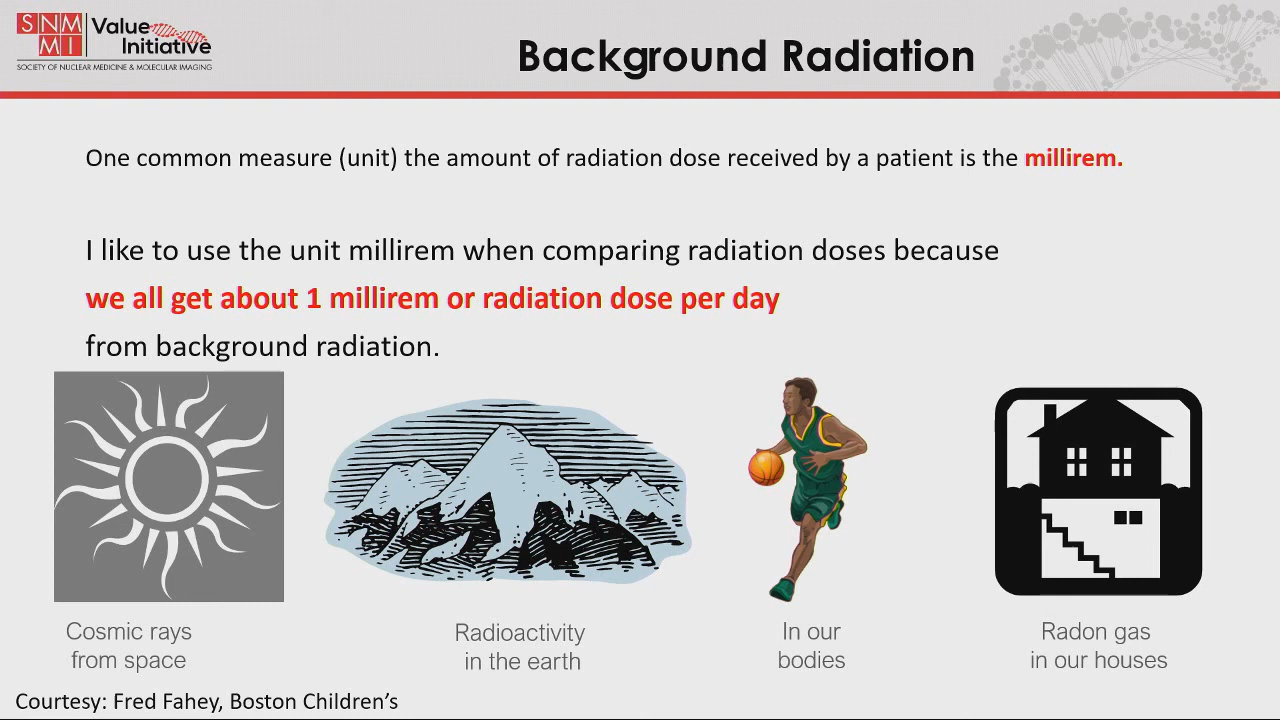 SNM
MI
Value
Initiative
SOCIETY OF NUCLEAR MEDICINE & MOLECULAR IMAGING
Background Radiation
One common measure (unit) the amount of radiation dose received by a patient is the millirem.
I like to use the unit millirem when comparing radiation doses because
we all get about 1 millirem or radiation dose per day
from background radiation.
Cosmic rays
from space
Radioactivity
in the earth
In our
bodies
Radon gas
in our houses
Courtesy: Fred Fahey, Boston Children’s